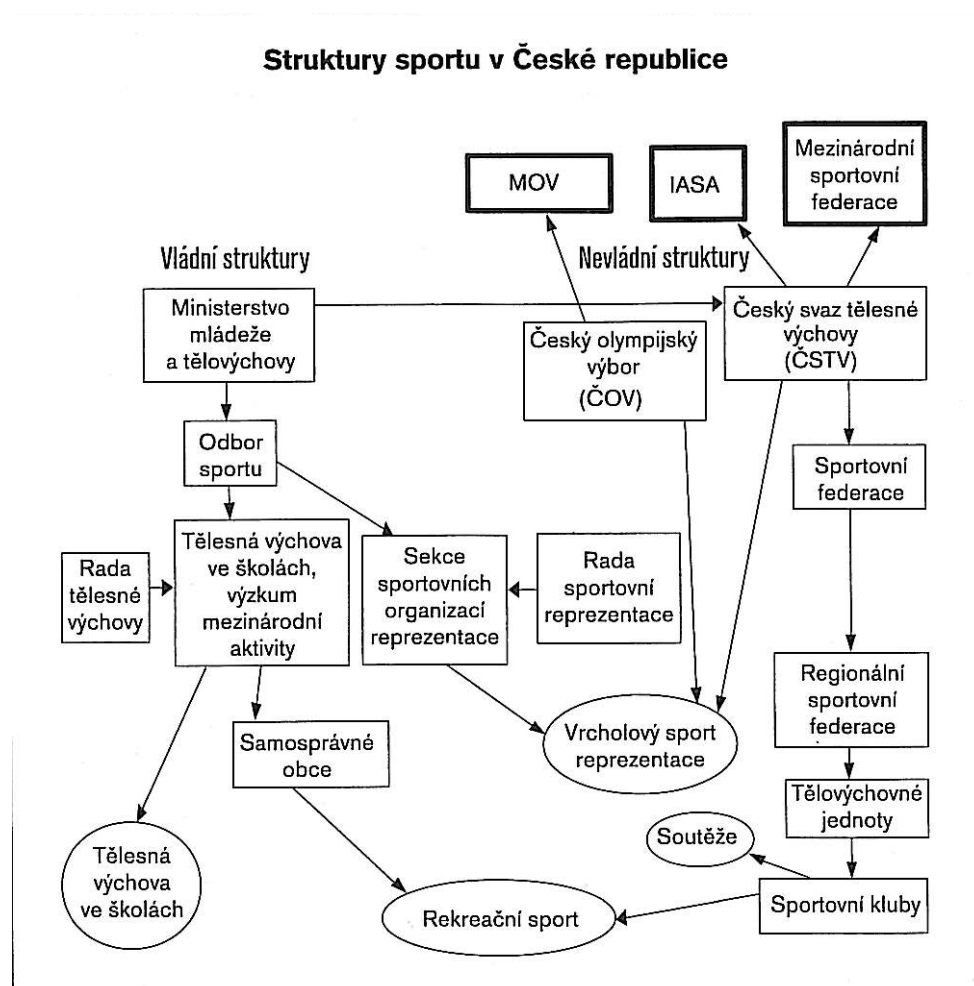 Struktury sportu v České republice
MOV
IASA
Mezinárodní
sportovní
federace
Vládní struktury
Nevládní struktury
Ministerstvo
mládeže
a tělovýchovy
Český olympijský
výbor
(ČOV)
Český svaz tělesné
výchovy
(ČSTV)
Odbor
sportu
Sportovní
federace
Rada
tělesné
výchovy
Tělesná výchova
ve školách,
výzkum
mezinárodní
aktivity
Sekce
sportovních
organizací
reprezentace
Rada
sportovní
reprezentace
Regionální
sportovní
federace
Samosprávné
obce
Vrcholový sport
reprezentace
Tělovýchovné
jednoty
Soutěže
Tělesná
výchova
ve školách
Rekreační sport
Sportovní kluby